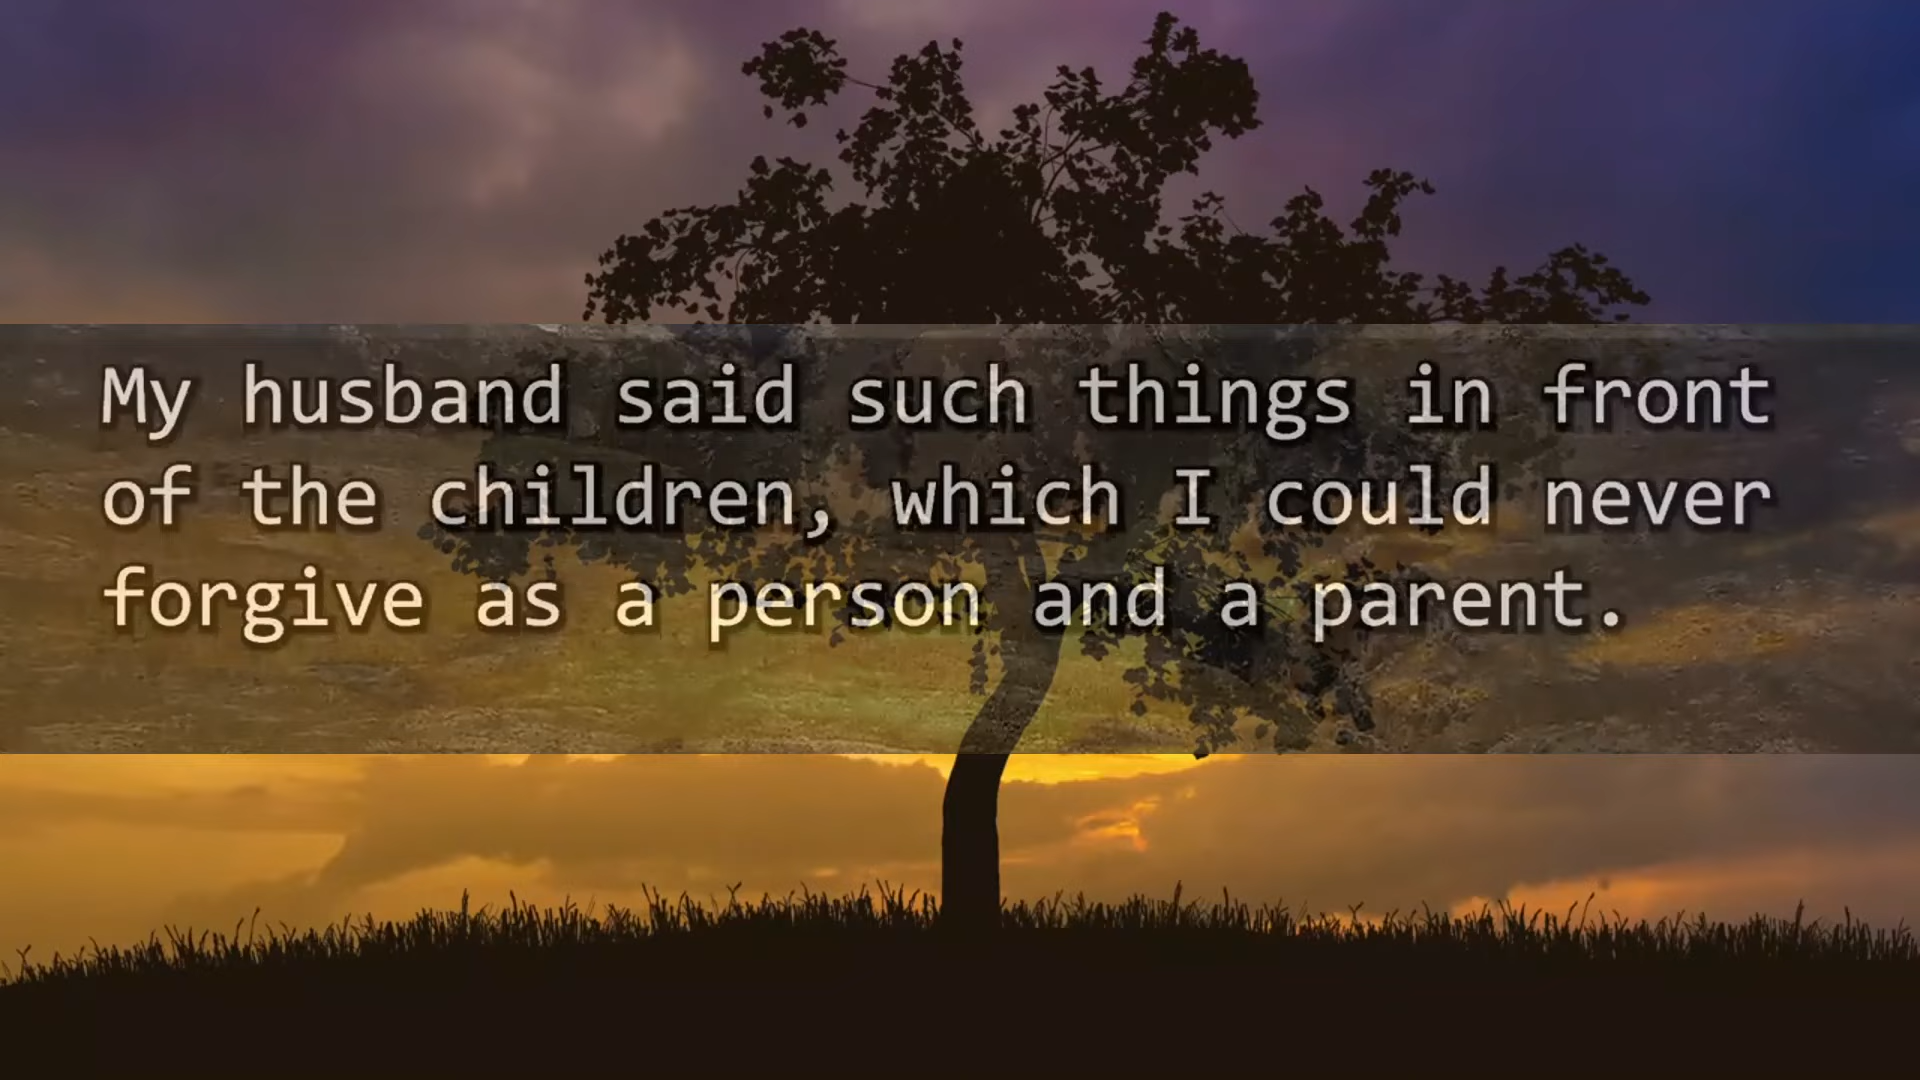 My husband said such things in front
of the children, which I could never
forgive as a person and a parent.